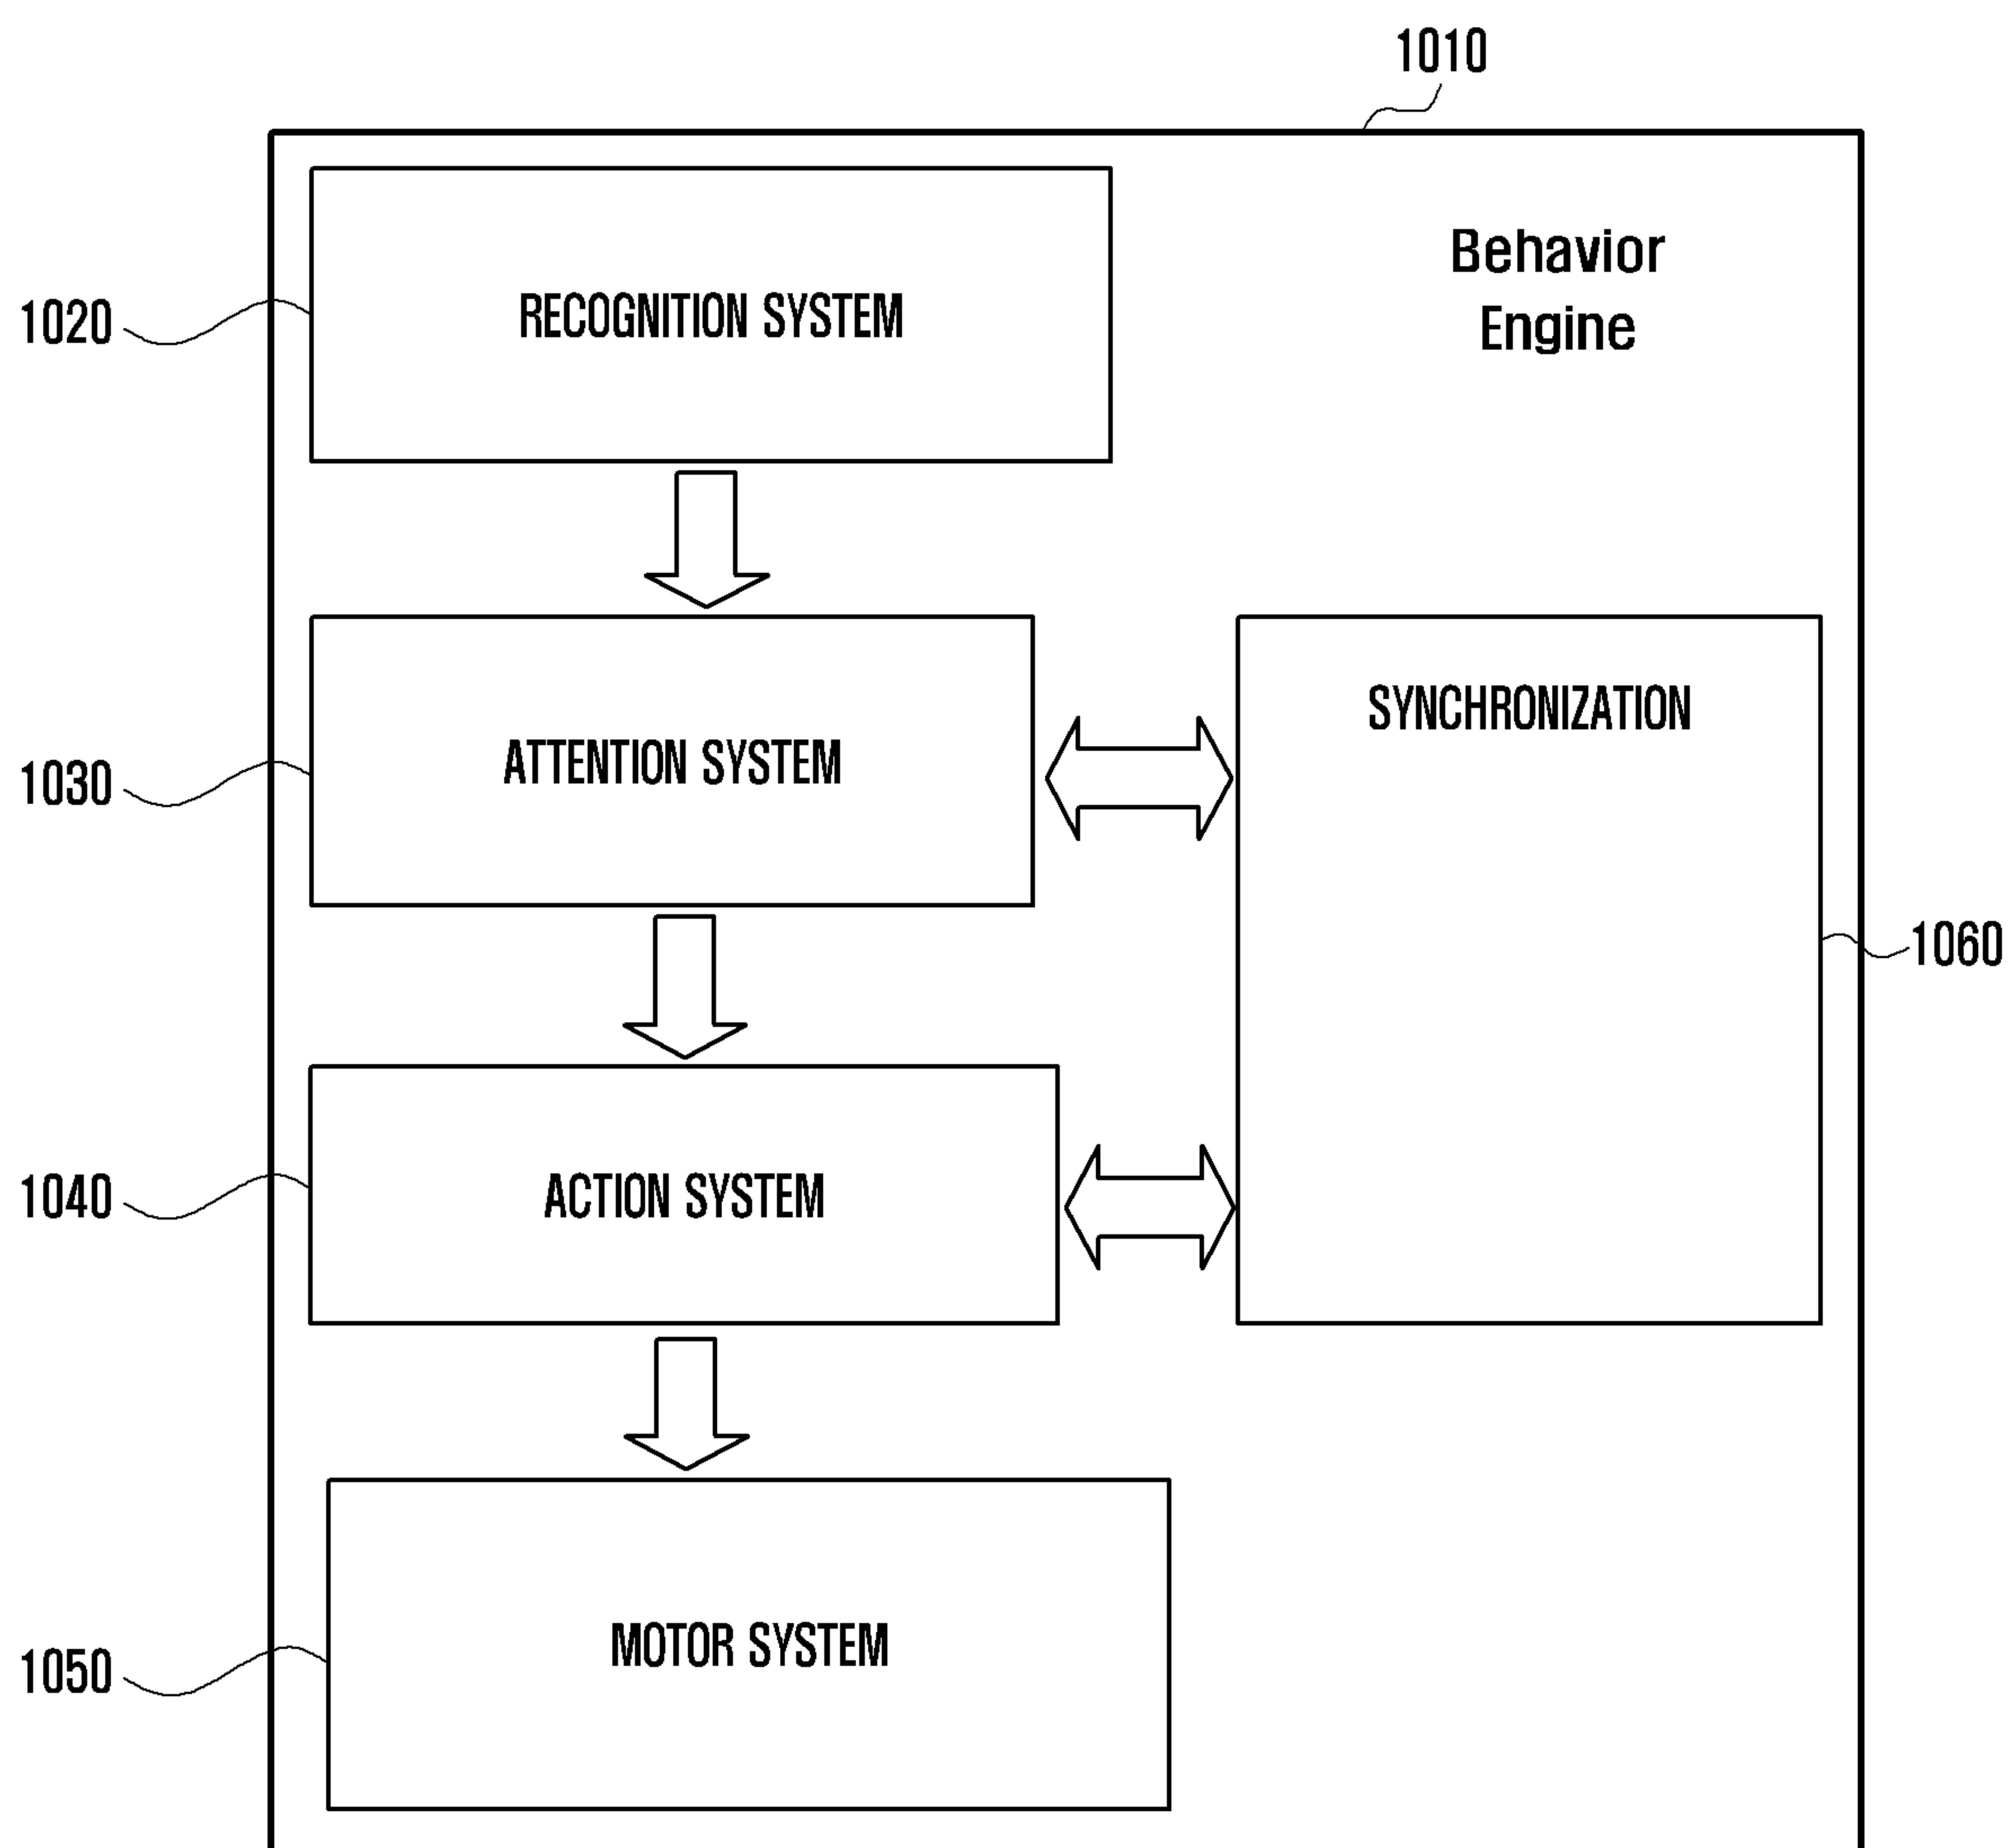 1010
Behavior
Engine
1020
RECOGNITION SYSTEM
1030
ATTENTION SYSTEM
SYNCHRONIZATION
1060
1040
ACTION SYSTEM
1050
MOTOR SYSTEM